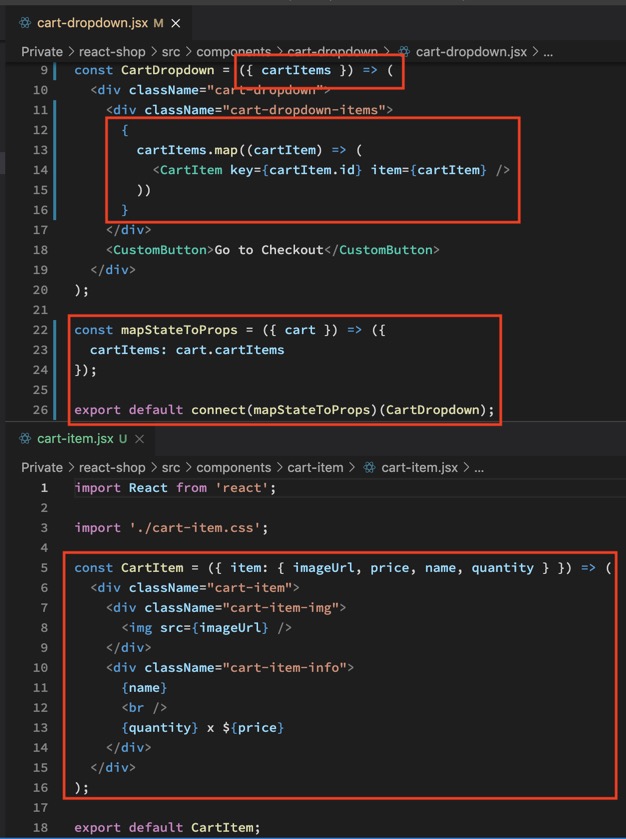 cart-dropdown.jsx M ×
Private > react-shop > src > components > cart-dropdown > cart-dropdown.jsx > ...
9 const CartDropdown = ({ cartItems }) => (
10 <div className="cart-dropdown">
11 <div className="cart-dropdown-items">
12 {
13 cartItems.map((cartItem) => (
14 <CartItem key={cartItem.id} item={cartItem} />
15 ))
16 }
17 </div>
18 <CustomButton>Go to Checkout</CustomButton>
19 </div>
20 );
21
22 const mapStateToProps = ({ cart }) => ({
23 cartItems: cart.cartItems
24 });
25
26 export default connect(mapStateToProps)(CartDropdown);
cart-item.jsx U ×
Private > react-shop > src > components > cart-item > cart-item.jsx > ...
1 import React from 'react';
2
3 import './cart-item.css';
4
5 const CartItem = ({ item: { imageUrl, price, name, quantity } }) => (
6 <div className="cart-item">
7 <div className="cart-item-img">
8 <img src={imageUrl} />
9 </div>
10 <div className="cart-item-info">
11 {name}
12 <br />
13 {quantity} x ${price}
14 </div>
15 </div>
16 );
17
18 export default CartItem;